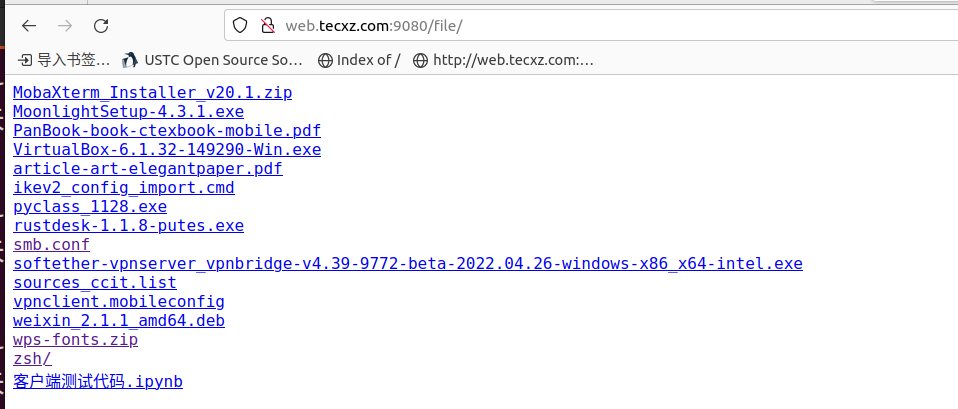 web.tecxz.com:9080/file/
导入书签… USTC Open Source So… Index of / http://web.tecxz.com:…
MobaXterm_Installer_v20.1.zip
MoonlightSetup-4.3.1.exe
PanBook-book-ctexbook-mobile.pdf
VirtualBox-6.1.32-149290-Win.exe
article-art-elegantpaper.pdf
ikev2_config_import.cmd
pyclass_1128.exe
rustdesk-1.1.8-putes.exe
smb.conf
softether-vpnserver_vpnbridge-v4.39-9772-beta-2022.04.26-windows-x86_x64-intel.exe
sources_ccit.list
vpnclient.mobileconfig
weixin_2.1.1_amd64.deb
wps-fonts.zip
zsh/
客户端测试代码.ipynb